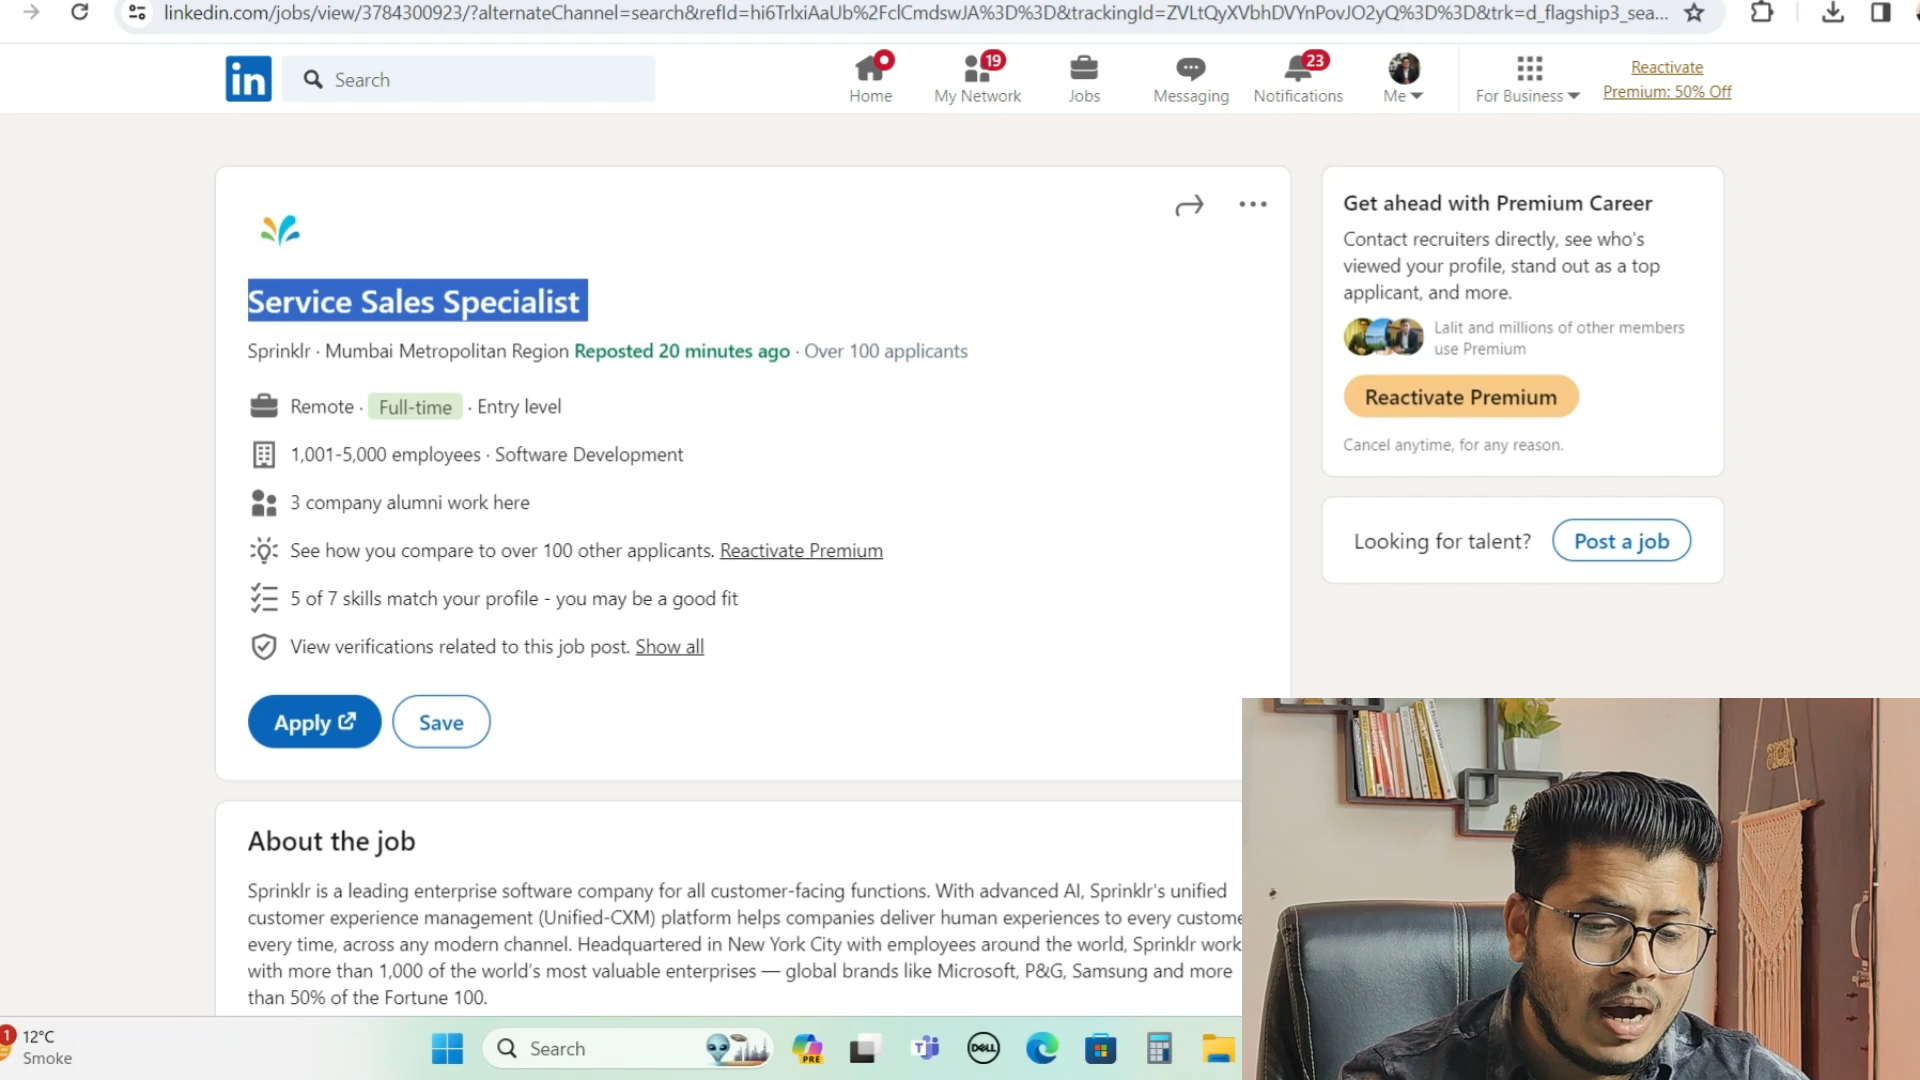 linkedin.com/jobs/view/3784300923/?alternateChannel=search&refId=hi6TrlxiAaUb%2FclCmdswJA%3D%3D&trackingId=ZVLtQyXVbhDVYnPovJO2yQ%3D%3D&trk=d_flagship3_sea...
in
Search
19
23
Home
My Network
Jobs
Messaging
Notifications
Me
For Business
Reactivate
Premium: 50% Off
Service Sales Specialist
Sprinklr · Mumbai Metropolitan Region Reposted 20 minutes ago · Over 100 applicants
Remote · Full-time · Entry level
1,001-5,000 employees · Software Development
3 company alumni work here
See how you compare to over 100 other applicants. Reactivate Premium
5 of 7 skills match your profile - you may be a good fit
View verifications related to this job post. Show all
Apply
Save
Get ahead with Premium Career
Contact recruiters directly, see who's
viewed your profile, stand out as a top
applicant, and more.
Lalit and millions of other members
use Premium
Reactivate Premium
Cancel anytime, for any reason.
Looking for talent?
Post a job
About the job
Sprinklr is a leading enterprise software company for all customer-facing functions. With advanced AI, Sprinklr's unified
customer experience management (Unified-CXM) platform helps companies deliver human experiences to every custome
every time, across any modern channel. Headquartered in New York City with employees around the world, Sprinklr work
with more than 1,000 of the world's most valuable enterprises — global brands like Microsoft, P&G, Samsung and more
than 50% of the Fortune 100.
1
12°C
Smoke
Search
PRE
DELL